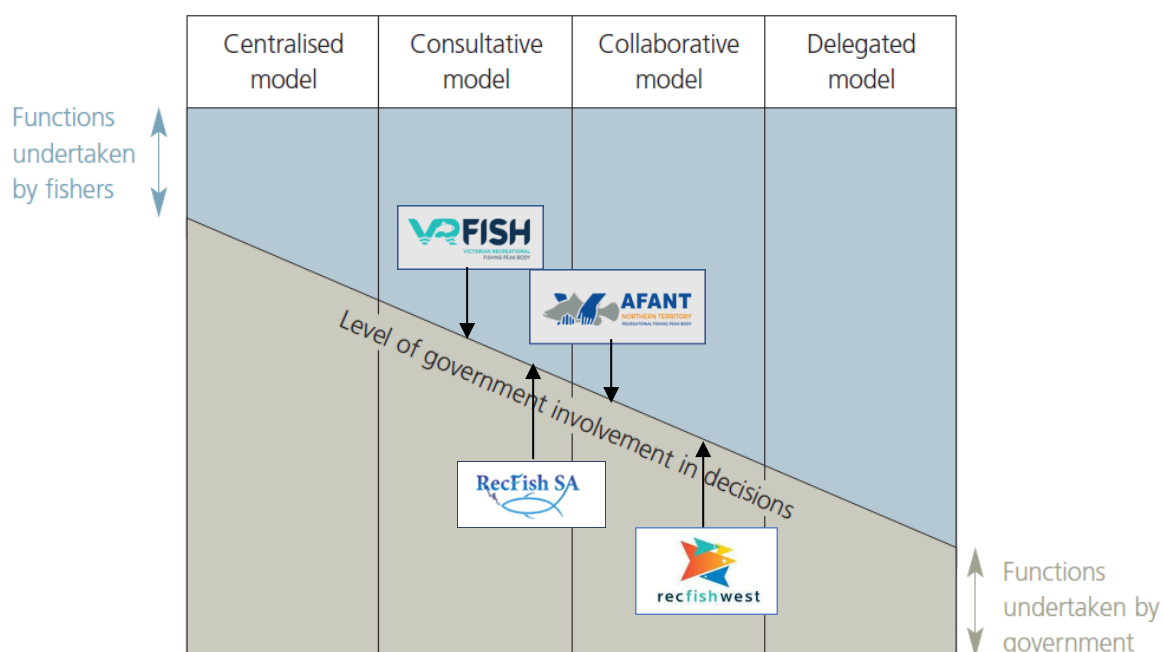 Centralised
model
Consultative
model
Collaborative
model
Delegated
model
Functions
undertaken
by fishers
VRFISH
VICTORIAN RECREATIONAL
FISHING PEAK BODY
AFANT
NORTHERN TERRITORY
RECREATIONAL FISHING PEAK BODY
Level of government involvement in decisions
RecFish SA
recfishwest
Functions
undertaken by
government